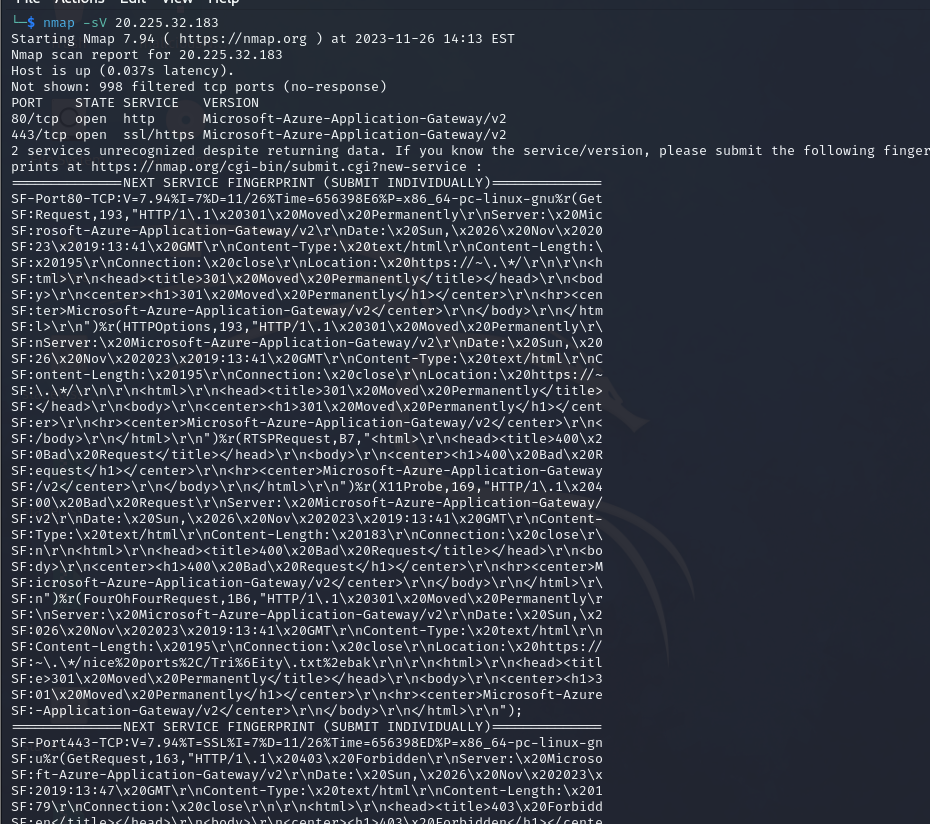 File Actions Edit View Help
└─$ nmap -sV 20.225.32.183
Starting Nmap 7.94 ( https://nmap.org ) at 2023-11-26 14:13 EST
Nmap scan report for 20.225.32.183
Host is up (0.037s latency).
Not shown: 998 filtered tcp ports (no-response)
PORT    STATE SERVICE   VERSION
80/tcp  open  http      Microsoft-Azure-Application-Gateway/v2
443/tcp open  ssl/https Microsoft-Azure-Application-Gateway/v2
2 services unrecognized despite returning data. If you know the service/version, please submit the following finger
prints at https://nmap.org/cgi-bin/submit.cgi?new-service :
==============NEXT SERVICE FINGERPRINT (SUBMIT INDIVIDUALLY)==============
SF-Port80-TCP:V=7.94%I=7%D=11/26%Time=656398E6%P=x86_64-pc-linux-gnu%r(Get
SF:Request,193,"HTTP/1\.1\x20301\x20Moved\x20Permanently\r\nServer:\x20Mic
SF:rosoft-Azure-Application-Gateway/v2\r\nDate:\x20Sun,\x2026\x20Nov\x2020
SF:23\x2019:13:41\x20GMT\r\nContent-Type:\x20text/html\r\nContent-Length:\
SF:x20195\r\nConnection:\x20close\r\nLocation:\x20https://~\.\*/\r\n\r\n<h
SF:tml>\r\n<head><title>301\x20Moved\x20Permanently</title></head>\r\n<bod
SF:y>\r\n<center><h1>301\x20Moved\x20Permanently</h1></center>\r\n<hr><cen
SF:ter>Microsoft-Azure-Application-Gateway/v2</center>\r\n</body>\r\n</htm
SF:l>\r\n")%r(HTTPOptions,193,"HTTP/1\.1\x20301\x20Moved\x20Permanently\r\
SF:nServer:\x20Microsoft-Azure-Application-Gateway/v2\r\nDate:\x20Sun,\x20
SF:26\x20Nov\x202023\x2019:13:41\x20GMT\r\nContent-Type:\x20text/html\r\nC
SF:ontent-Length:\x20195\r\nConnection:\x20close\r\nLocation:\x20https://~
SF:\.\*/\r\n\r\n<html>\r\n<head><title>301\x20Moved\x20Permanently</title>
SF:</head>\r\n<body>\r\n<center><h1>301\x20Moved\x20Permanently</h1></cent
SF:er>\r\n<hr><center>Microsoft-Azure-Application-Gateway/v2</center>\r\n<
SF:/body>\r\n</html>\r\n")%r(RTSPRequest,B7,"<html>\r\n<head><title>400\x2
SF:0Bad\x20Request</title></head>\r\n<body>\r\n<center><h1>400\x20Bad\x20R
SF:equest</h1></center>\r\n<hr><center>Microsoft-Azure-Application-Gateway
SF:/v2</center>\r\n</body>\r\n</html>\r\n")%r(X11Probe,169,"HTTP/1\.1\x204
SF:00\x20Bad\x20Request\r\nServer:\x20Microsoft-Azure-Application-Gateway/
SF:v2\r\nDate:\x20Sun,\x2026\x20Nov\x202023\x2019:13:41\x20GMT\r\nContent-
SF:Type:\x20text/html\r\nContent-Length:\x20183\r\nConnection:\x20close\r\
SF:n\r\n<html>\r\n<head><title>400\x20Bad\x20Request</title></head>\r\n<bo
SF:dy>\r\n<center><h1>400\x20Bad\x20Request</h1></center>\r\n<hr><center>M
SF:icrosoft-Azure-Application-Gateway/v2</center>\r\n</body>\r\n</html>\r\
SF:n")%r(FourOhFourRequest,1B6,"HTTP/1\.1\x20301\x20Moved\x20Permanently\r
SF:\nServer:\x20Microsoft-Azure-Application-Gateway/v2\r\nDate:\x20Sun,\x2
SF:026\x20Nov\x202023\x2019:13:41\x20GMT\r\nContent-Type:\x20text/html\r\n
SF:Content-Length:\x20195\r\nConnection:\x20close\r\nLocation:\x20https://
SF:~\.\*/nice%20ports%2C/Tri%6Eity\.txt%2ebak\r\n\r\n<html>\r\n<head><titl
SF:e>301\x20Moved\x20Permanently</title></head>\r\n<body>\r\n<center><h1>3
SF:01\x20Moved\x20Permanently</h1></center>\r\n<hr><center>Microsoft-Azure
SF:-Application-Gateway/v2</center>\r\n</body>\r\n</html>\r\n");
==============NEXT SERVICE FINGERPRINT (SUBMIT INDIVIDUALLY)==============
SF-Port443-TCP:V=7.94%T=SSL%I=7%D=11/26%Time=656398ED%P=x86_64-pc-linux-gn
SF:u%r(GetRequest,163,"HTTP/1\.1\x20403\x20Forbidden\r\nServer:\x20Microso
SF:ft-Azure-Application-Gateway/v2\r\nDate:\x20Sun,\x2026\x20Nov\x202023\x
SF:2019:13:47\x20GMT\r\nContent-Type:\x20text/html\r\nContent-Length:\x201
SF:79\r\nConnection:\x20close\r\n\r\n<html>\r\n<head><title>403\x20Forbidd
SF:en</title></head>\r\n<body>\r\n<center><h1>403\x20Forbidden</h1></cente